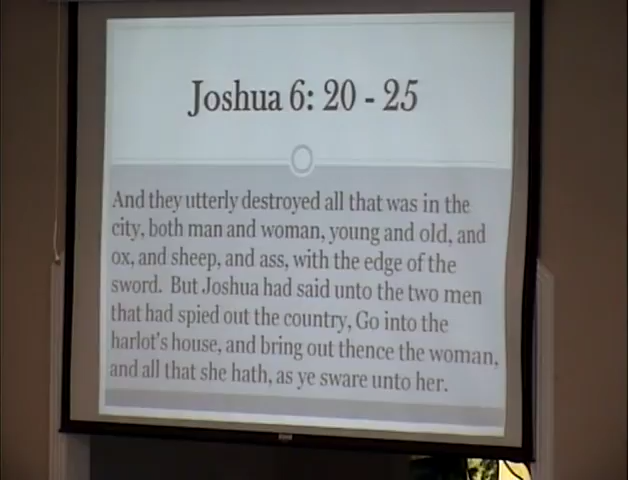 Joshua 6: 20 - 25
And they utterly destroyed all that was in the
city, both man and woman, young and old, and
ox, and sheep, and ass, with the edge of the
sword.  But Joshua had said unto the two men
that had spied out the country, Go into the
harlot's house, and bring out thence the woman,
and all that she hath, as ye sware unto her.